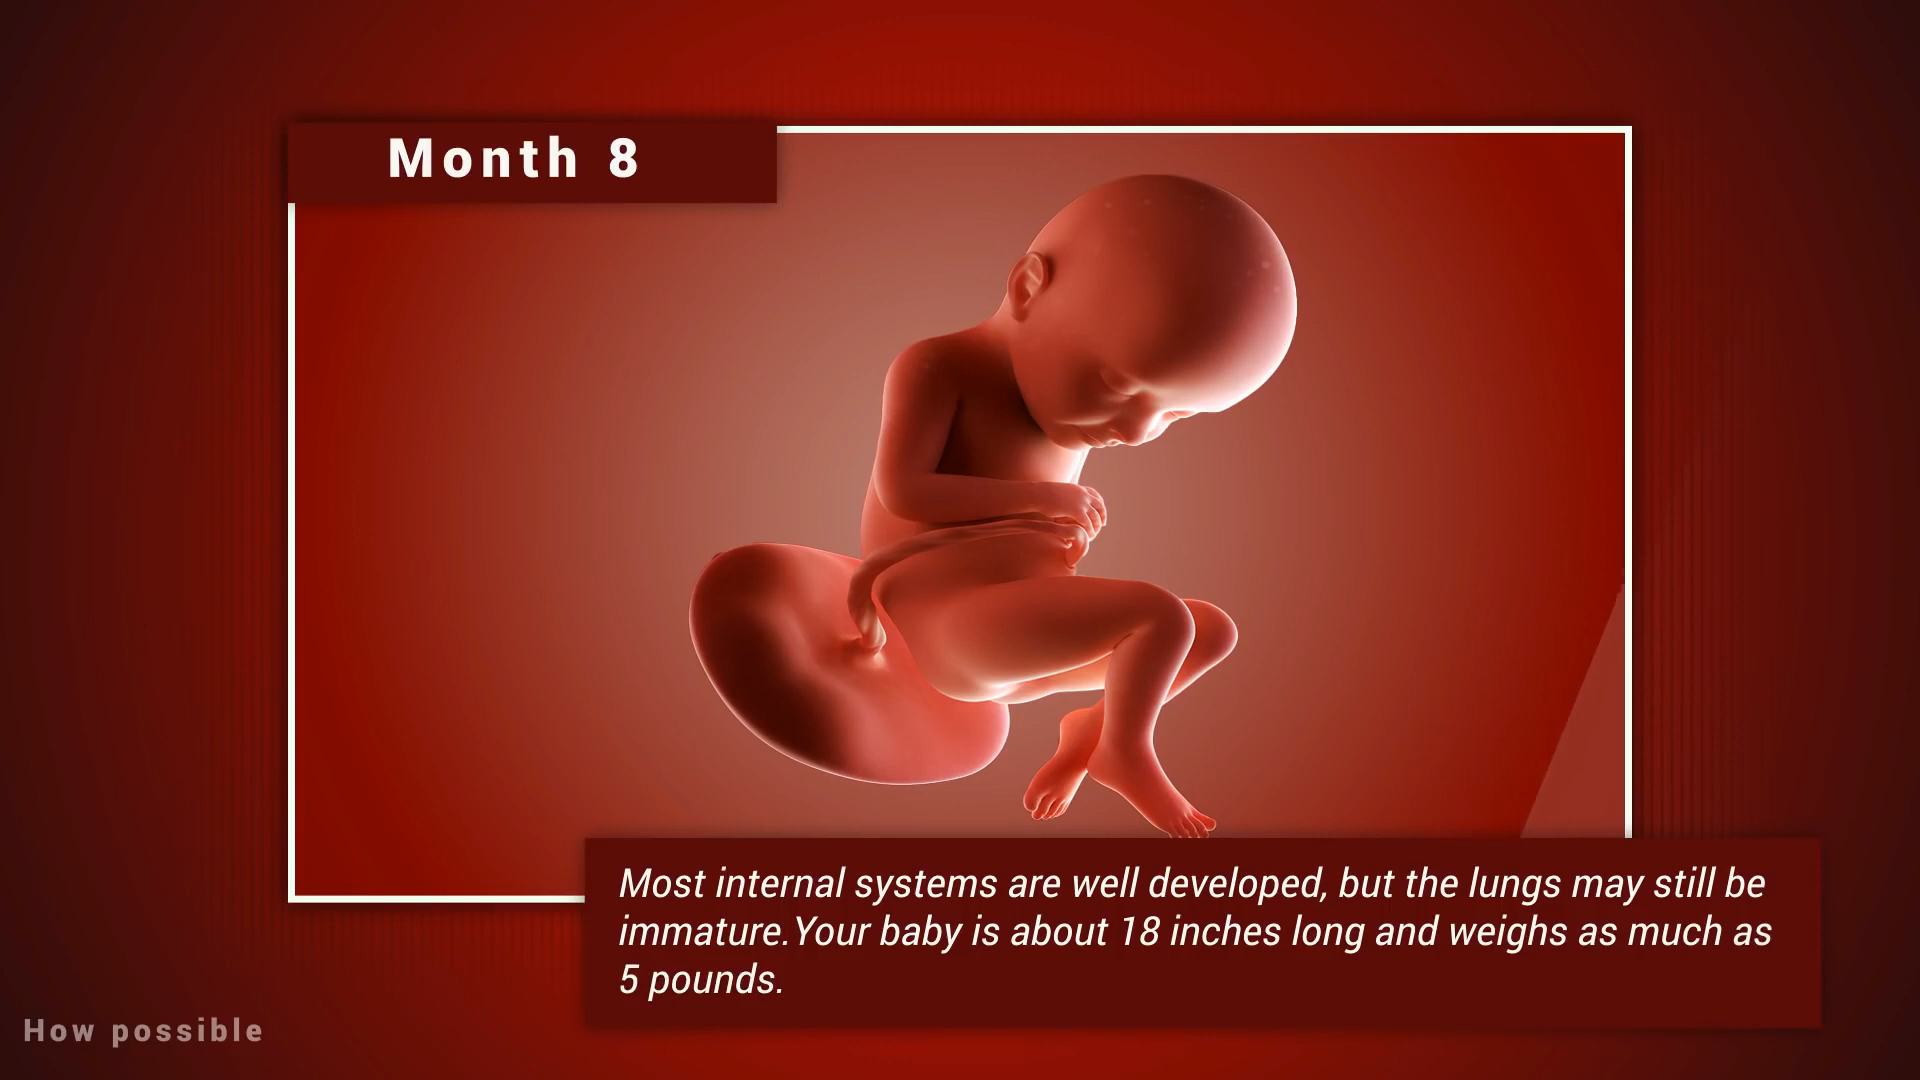 Month 8
Most internal systems are well developed, but the lungs may still be
immature.Your baby is about 18 inches long and weighs as much as
5 pounds.
How possible